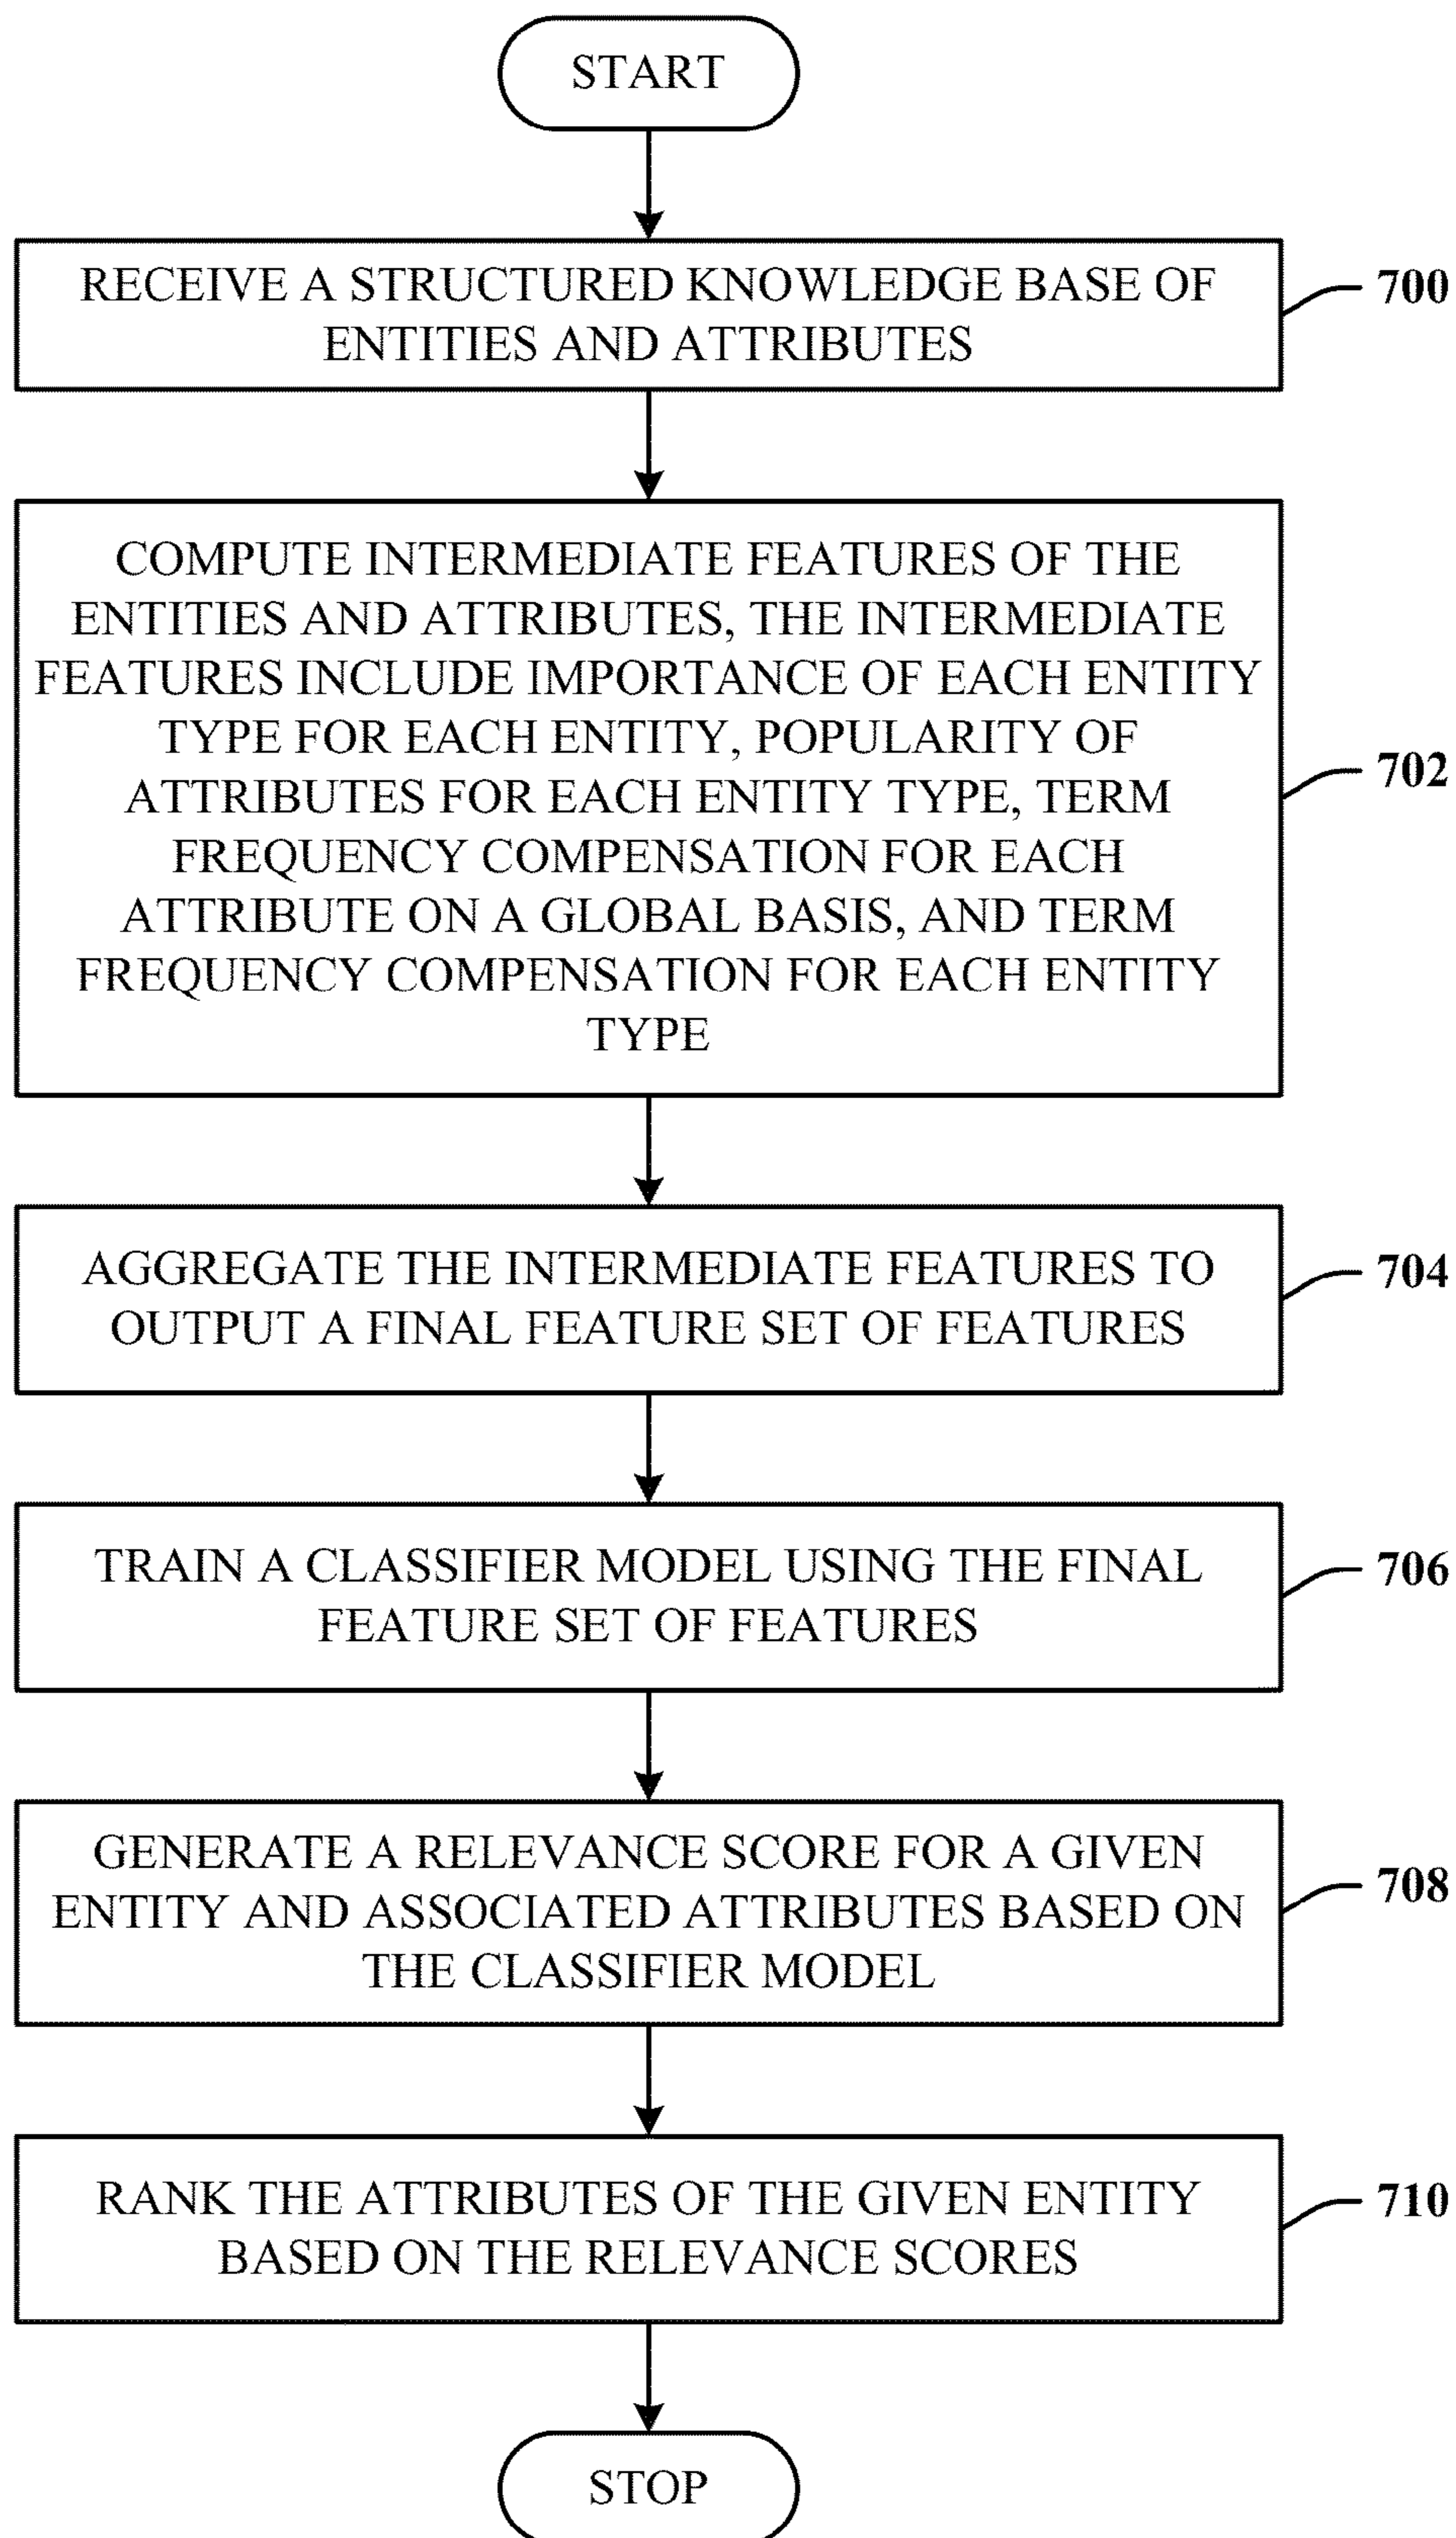 START
RECEIVE A STRUCTURED KNOWLEDGE BASE OF
ENTITIES AND ATTRIBUTES
700
COMPUTE INTERMEDIATE FEATURES OF THE
ENTITIES AND ATTRIBUTES, THE INTERMEDIATE
FEATURES INCLUDE IMPORTANCE OF EACH ENTITY
TYPE FOR EACH ENTITY, POPULARITY OF
ATTRIBUTES FOR EACH ENTITY TYPE, TERM
FREQUENCY COMPENSATION FOR EACH
ATTRIBUTE ON A GLOBAL BASIS, AND TERM
FREQUENCY COMPENSATION FOR EACH ENTITY
TYPE
702
AGGREGATE THE INTERMEDIATE FEATURES TO
OUTPUT A FINAL FEATURE SET OF FEATURES
704
TRAIN A CLASSIFIER MODEL USING THE FINAL
FEATURE SET OF FEATURES
706
GENERATE A RELEVANCE SCORE FOR A GIVEN
ENTITY AND ASSOCIATED ATTRIBUTES BASED ON
THE CLASSIFIER MODEL
708
RANK THE ATTRIBUTES OF THE GIVEN ENTITY
BASED ON THE RELEVANCE SCORES
710
STOP